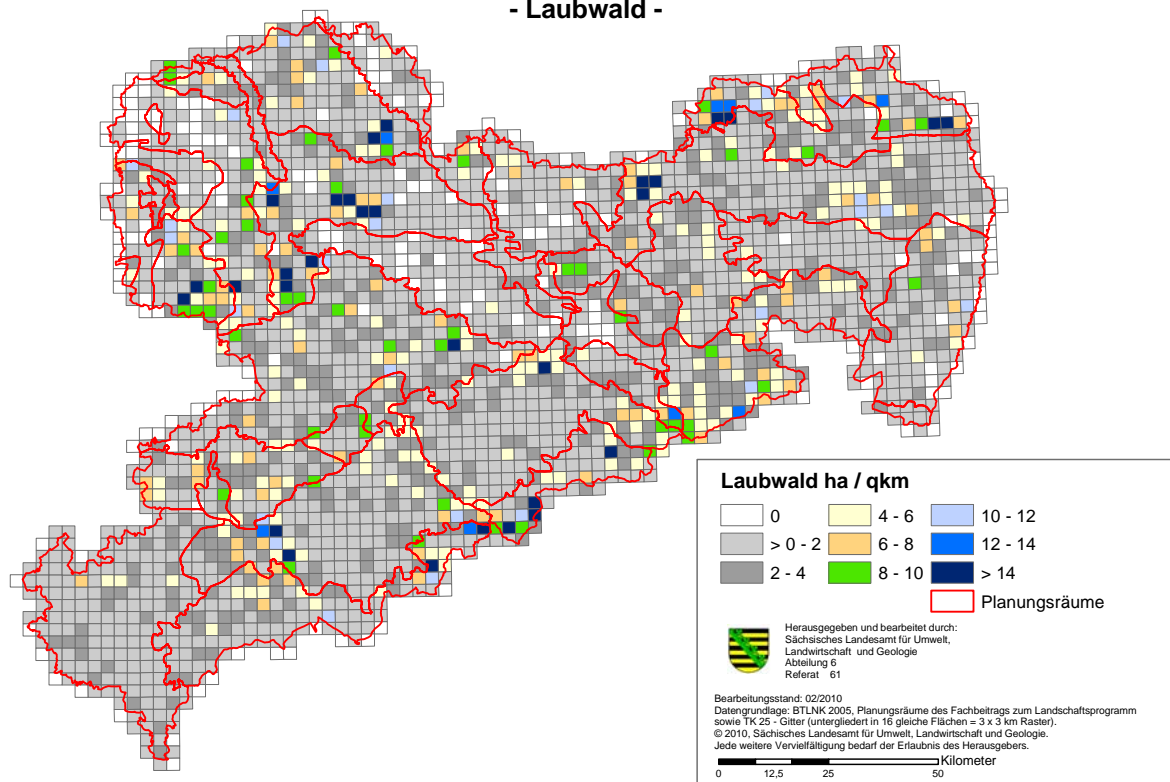 - Laubwald -
Laubwald ha / qkm
0 4 - 6 10 - 12
> 0 - 2 6 - 8 12 - 14
2 - 4 8 - 10 > 14
Planungsräume
Herausgegeben und bearbeitet durch:
Sächsisches Landesamt für Umwelt,
Landwirtschaft und Geologie
Abteilung 6
Referat 61
Bearbeitungsstand: 02/2010
Datengrundlage: BTLNK 2005, Planungsräume des Fachbeitrags zum Landschaftsprogramm
sowie TK 25 - Gitter (untergliedert in 16 gleiche Flächen = 3 x 3 km Raster).
© 2010, Sächsisches Landesamt für Umwelt, Landwirtschaft und Geologie.
Jede weitere Vervielfältigung bedarf der Erlaubnis des Herausgebers.
Kilometer
0 12,5 25 50